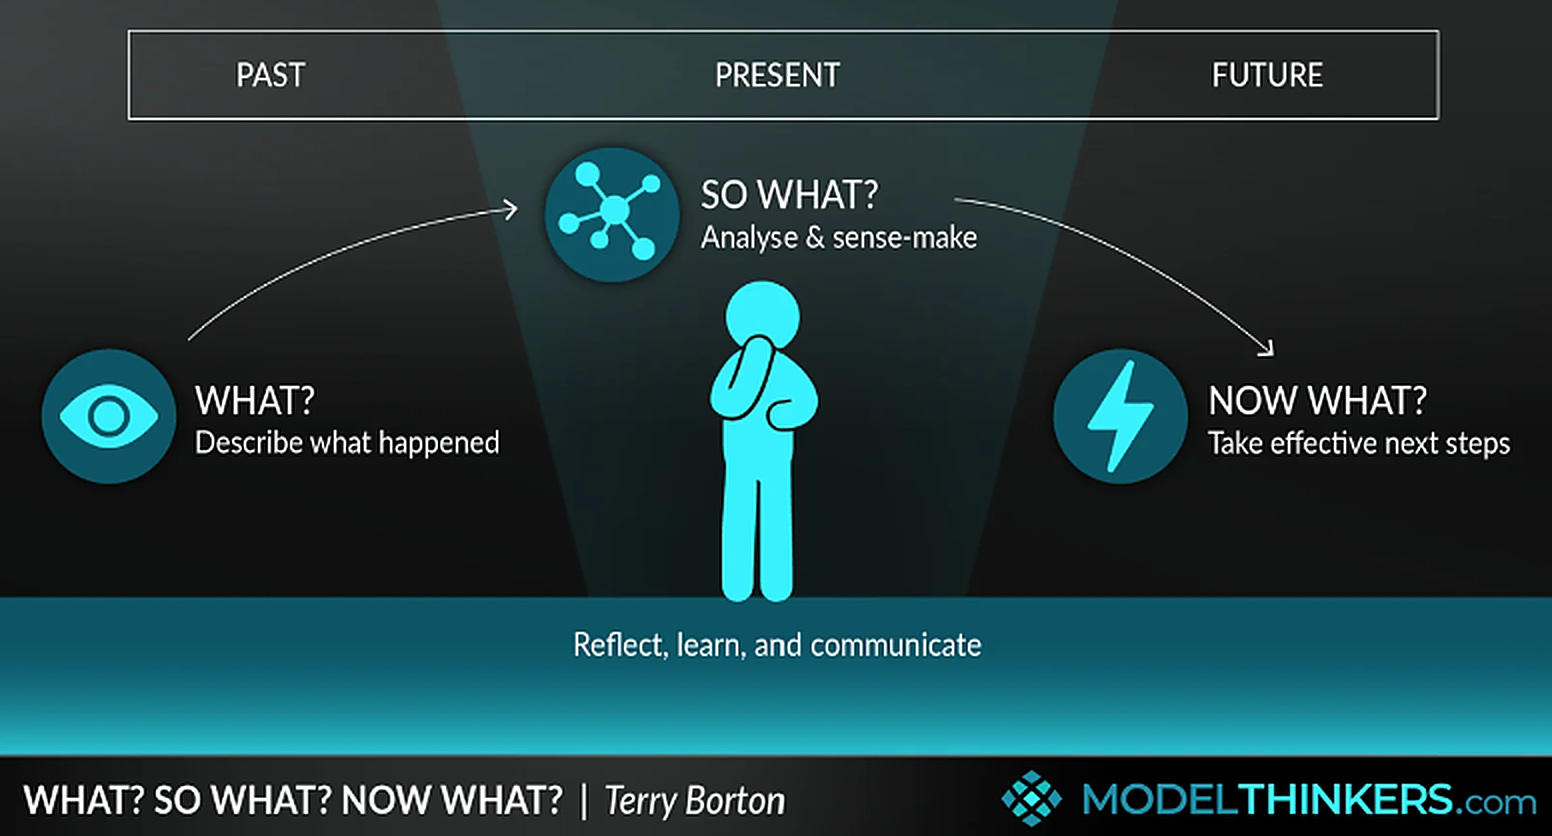 PAST
PRESENT
FUTURE
SO WHAT?
Analyse & sense-make
WHAT?
Describe what happened
NOW WHAT?
Take effective next steps
Reflect, learn, and communicate
WHAT? SO WHAT? NOW WHAT? | Terry Borton
MODELTHINKERS.com